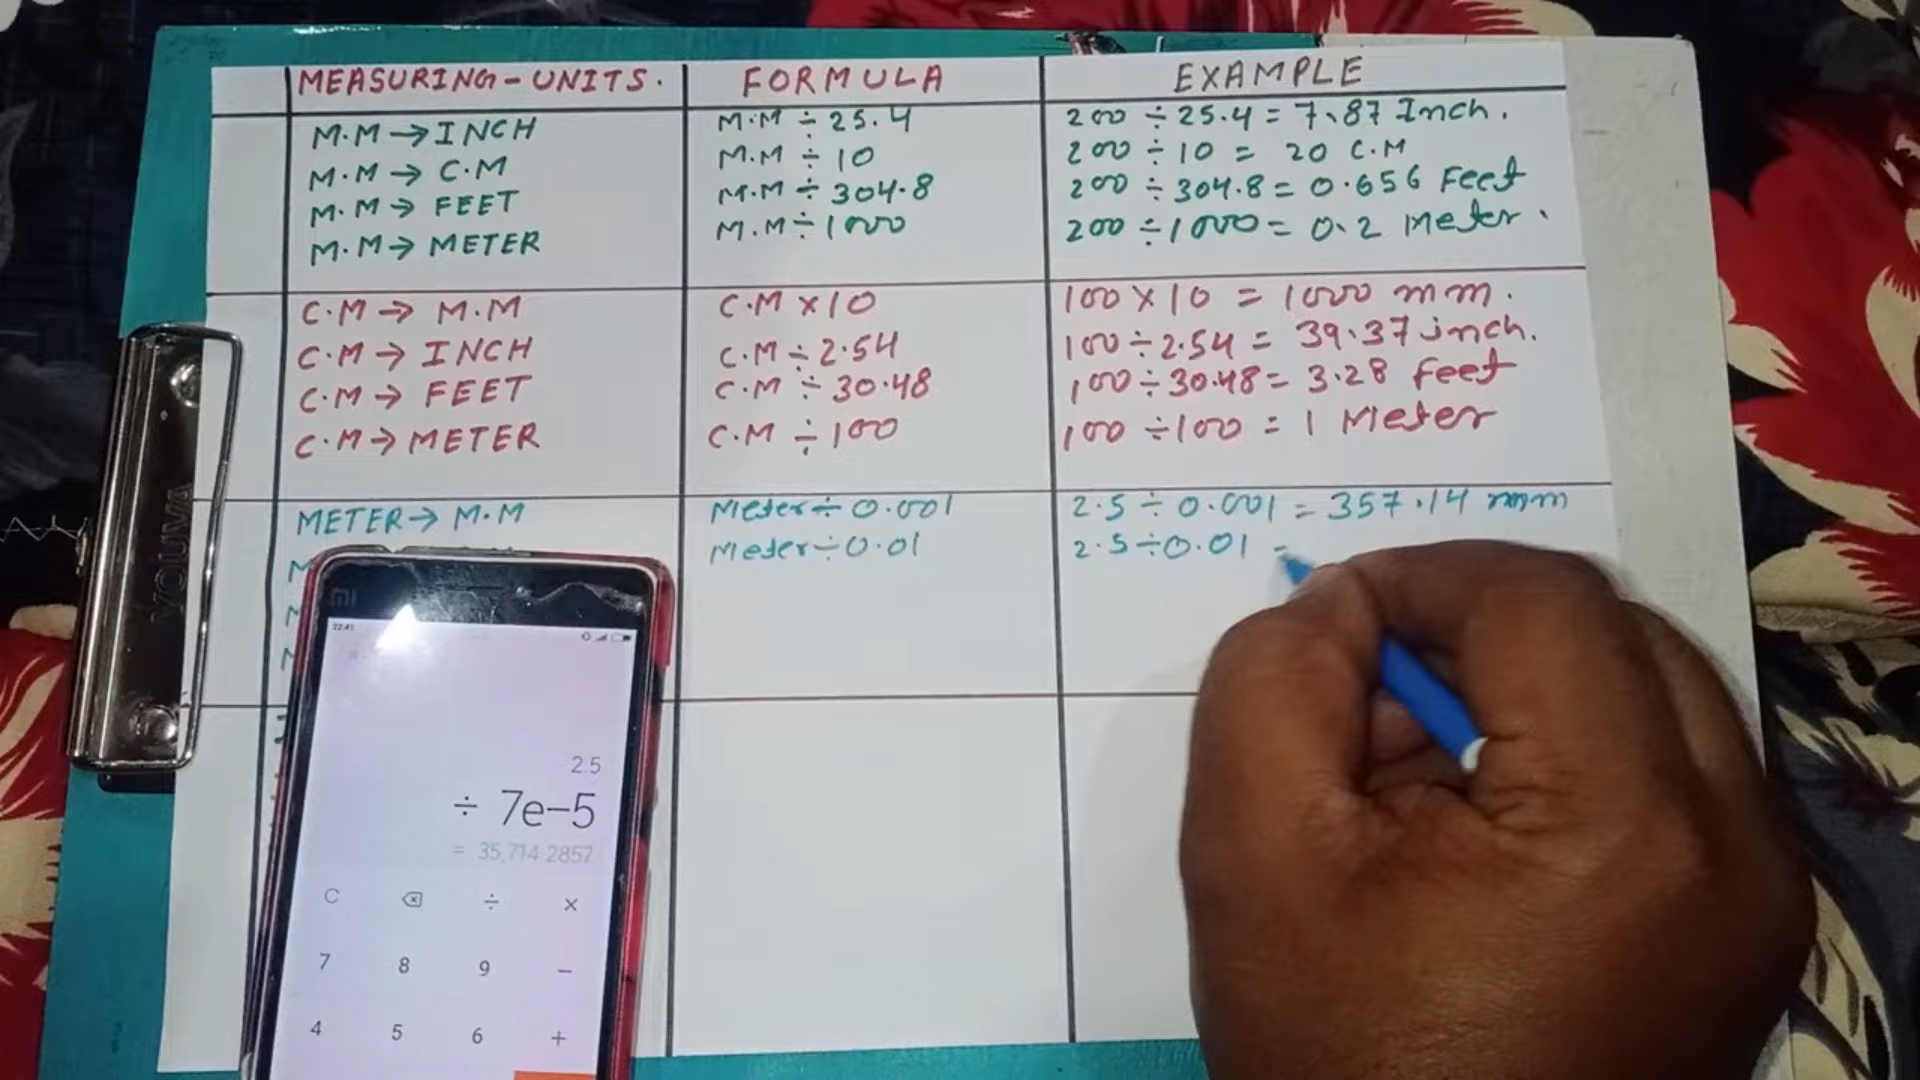 MEASURING-UNITS. FORMULA EXAMPLE
M.M → INCH M.M ÷ 25.4 200 ÷ 25.4 = 7.87 Inch.
M.M → C.M M.M ÷ 10 200 ÷ 10 = 20 C.M
M.M → FEET M.M ÷ 304.8 200 ÷ 304.8 = 0.656 Feet
M.M → METER M.M ÷ 1000 200 ÷ 1000 = 0.2 Meter.
C.M → M.M C.M × 10 100 × 10 = 1000 mm.
C.M → INCH C.M ÷ 2.54 100 ÷ 2.54 = 39.37 inch.
C.M → FEET C.M ÷ 30.48 100 ÷ 30.48 = 3.28 Feet
C.M → METER C.M ÷ 100 100 ÷ 100 = 1 Meter
METER → M.M Meter ÷ 0.001 2.5 ÷ 0.001 = 357.14 mm
M Meter ÷ 0.01 2.5 ÷ 0.01 =
YOUVA
MI
22:41
2.5
÷ 7e–5
= 35,714.2857
C ÷ ×
7 8 9 –
4 5 6 +